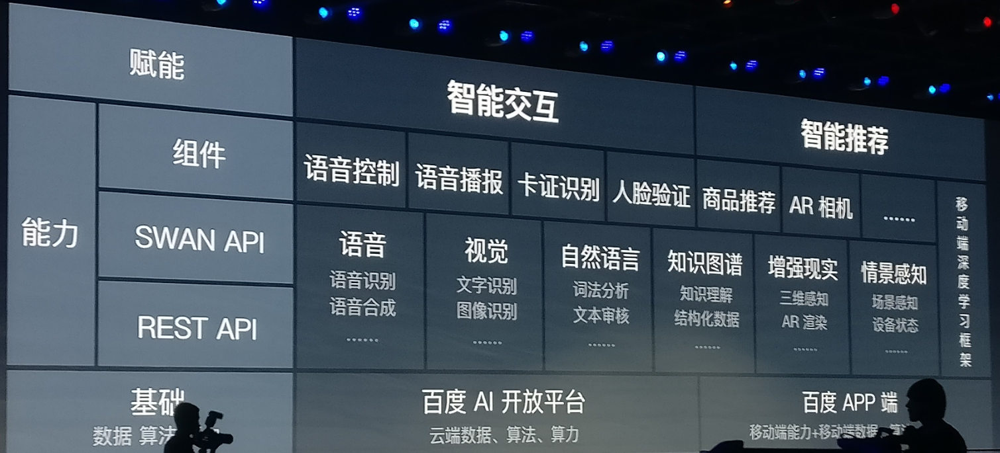 赋能
智能交互
智能推荐
能力
组件
语音控制
语音播报
卡证识别
人脸验证
商品推荐
AR 相机
......
移动端深度学习框架
SWAN API
REST API
语音
语音识别
语音合成
......
视觉
文字识别
图像识别
......
自然语言
词法分析
文本审核
......
知识图谱
知识理解
结构化数据
......
增强现实
三维感知
AR 渲染
......
情景感知
场景感知
设备状态
......
基础
数据 算法
百度 AI 开放平台
云端数据、算法、算力
百度 APP 端
移动端能力+移动端数据、